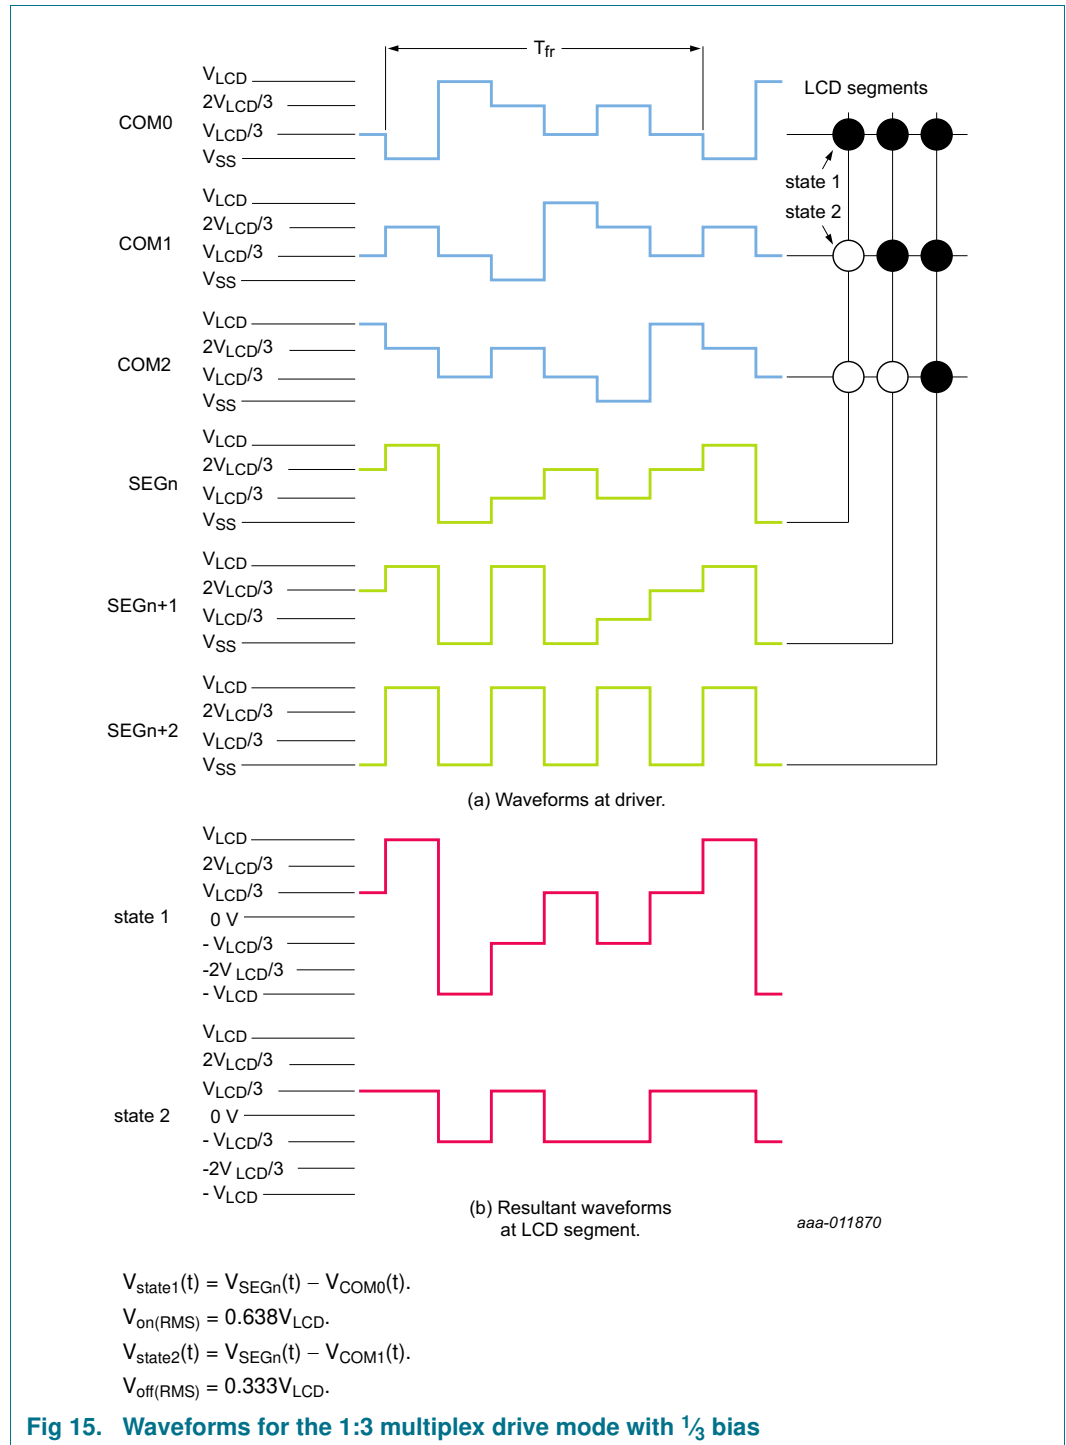 Tfr
LCD segments
COM0
VLCD
2VLCD/3
VLCD/3
VSS
state 1
state 2
COM1
VLCD
2VLCD/3
VLCD/3
VSS
COM2
VLCD
2VLCD/3
VLCD/3
VSS
SEGn
VLCD
2VLCD/3
VLCD/3
VSS
SEGn+1
VLCD
2VLCD/3
VLCD/3
VSS
SEGn+2
VLCD
2VLCD/3
VLCD/3
VSS
(a) Waveforms at driver.
state 1
VLCD
2VLCD/3
VLCD/3
0 V
- VLCD/3
-2V LCD/3
- VLCD
state 2
VLCD
2VLCD/3
VLCD/3
0 V
- VLCD/3
-2V LCD/3
- VLCD
(b) Resultant waveforms
at LCD segment.
aaa-011870
Vstate1(t) = VSEGn(t) − VCOM0(t).
Von(RMS) = 0.638VLCD.
Vstate2(t) = VSEGn(t) − VCOM1(t).
Voff(RMS) = 0.333VLCD.
Fig 15. Waveforms for the 1:3 multiplex drive mode with 1⁄3 bias